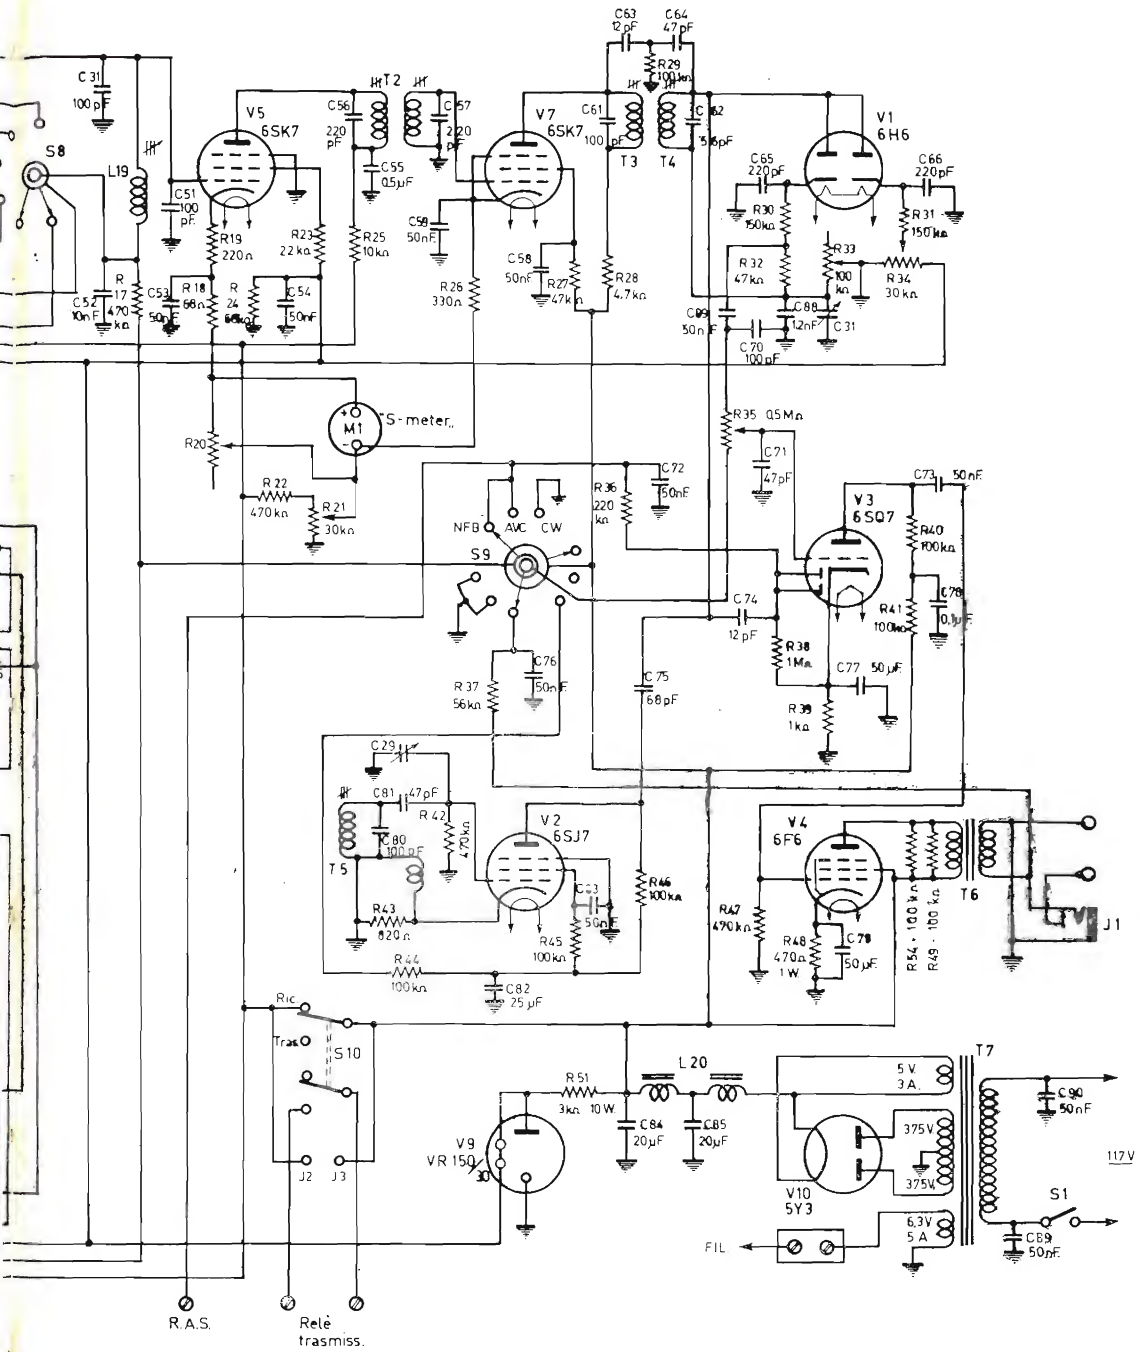 C63
12pF
C64
47pF
R29
100kΩ
C31
100pF
S8
L19
V5
6SK7
C56
220
pF
T2
C57
220
pF
C55
0,5µF
V7
6SK7
C61
100
pF
T3
T4
C62
V1
6H6
C65
220pF
C66
220pF
C51
100
pF
R19
220Ω
R23
22kΩ
R25
10kΩ
C59
50nF
C58
50nF
R26
330Ω
R27
47kΩ
R28
4.7kΩ
R30
150kΩ
R31
150kΩ
R32
47kΩ
R33
100
kΩ
R34
30kΩ
C52
10nF
R
17
470
kΩ
C53
50nF
R18
68Ω
R
24
C54
50nF
50nF
C88
12nF
C31
C70
100pF
+
M1
-
"S-meter"
R20
R22
470kΩ
R21
30kΩ
R35 0,5MΩ
C71
47pF
C72
50nF
R36
220
kΩ
C73 50nF
V3
6SQ7
R40
100kΩ
NFB
AVC
CW
S9
C74
12pF
R41
100kΩ
C78
0,1µF
R38
1MΩ
C77 50µF
R39
1kΩ
C76
50nF
R37
56kΩ
C75
68pF
C29
C81 47pF
C80
100pF
R42
470kΩ
T5
V2
6SJ7
R43
820Ω
50nF
R45
100kΩ
R46
100kΩ
R44
100kΩ
C82
25µF
V4
6F6
R47
470kΩ
R48
470Ω
1W
C79
50µF
R54 - 100kΩ
R49 - 100kΩ
T6
J1
Ric.
Tras
S10
J2
J3
R51
3kΩ 10W
L20
C84
20µF
C85
20µF
V9
VR 150/30
V10
5Y3
T7
5V
3A.
375V.
375V.
6,3V
5A
FIL.
C90
50nF
117V
S1
C89
50nF
R.A.S.
Relè
trasmiss.